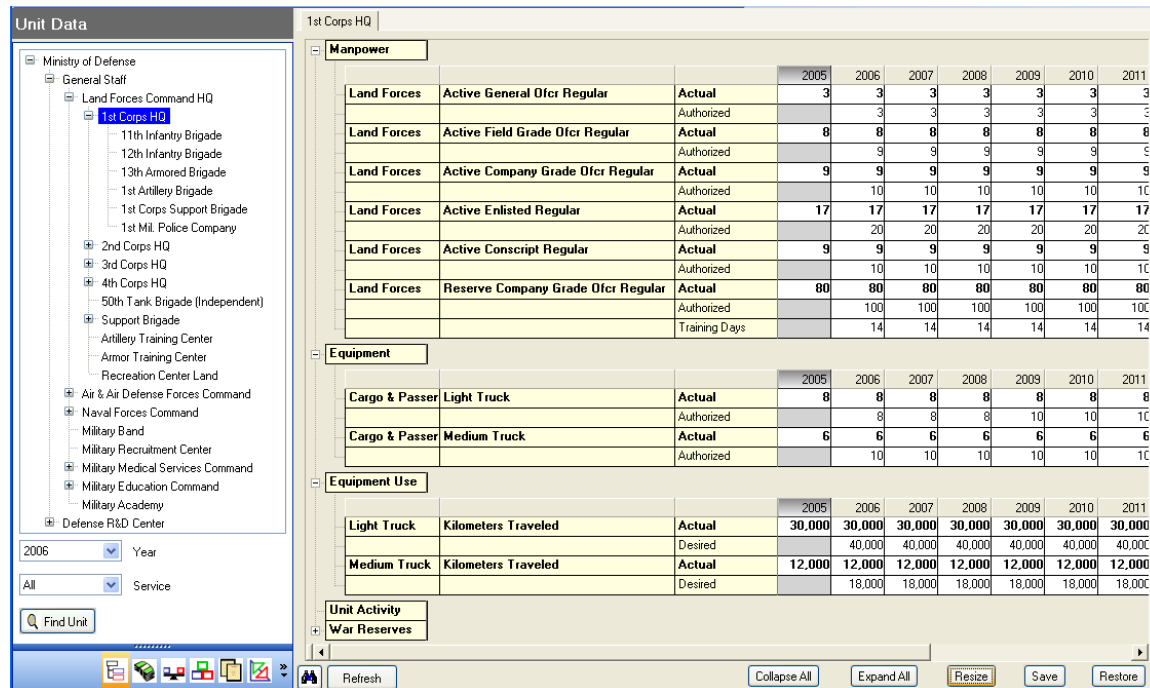 Unit Data
Ministry of Defense
General Staff
Land Forces Command HQ
1st Corps HQ
11th Infantry Brigade
12th Infantry Brigade
13th Armored Brigade
1st Artillery Brigade
1st Corps Support Brigade
1st Mil. Police Company
2nd Corps HQ
3rd Corps HQ
4th Corps HQ
50th Tank Brigade (Independent)
Support Brigade
Artillery Training Center
Armor Training Center
Recreation Center Land
Air & Air Defense Forces Command
Naval Forces Command
Military Band
Military Recruitment Center
Military Medical Services Command
Military Education Command
Military Academy
Defense R&D Center
2006 Year
All Service
Find Unit
1st Corps HQ
Manpower
2005 2006 2007 2008 2009 2010 2011
Land Forces Active General Ofcr Regular Actual 3 3 3 3 3 3 3
Authorized 3 3 3 3 3 3
Land Forces Active Field Grade Ofcr Regular Actual 8 8 8 8 8 8 8
Authorized 9 9 9 9 9 9
Land Forces Active Company Grade Ofcr Regular Actual 9 9 9 9 9 9 9
Authorized 10 10 10 10 10 10
Land Forces Active Enlisted Regular Actual 17 17 17 17 17 17 17
Authorized 20 20 20 20 20 20
Land Forces Active Conscript Regular Actual 9 9 9 9 9 9 9
Authorized 10 10 10 10 10 10
Land Forces Reserve Company Grade Ofcr Regular Actual 80 80 80 80 80 80 80
Authorized 100 100 100 100 100 100
Training Days 14 14 14 14 14 14
Equipment
2005 2006 2007 2008 2009 2010 2011
Cargo & Passer Light Truck Actual 8 8 8 8 8 8 8
Authorized 8 8 8 10 10 10
Cargo & Passer Medium Truck Actual 6 6 6 6 6 6 6
Authorized 10 10 10 10 10 10
Equipment Use
2005 2006 2007 2008 2009 2010 2011
Light Truck Kilometers Traveled Actual 30,000 30,000 30,000 30,000 30,000 30,000 30,000
Desired 40,000 40,000 40,000 40,000 40,000 40,000
Medium Truck Kilometers Traveled Actual 12,000 12,000 12,000 12,000 12,000 12,000 12,000
Desired 18,000 18,000 18,000 18,000 18,000 18,000
Unit Activity
War Reserves
Refresh Collapse All Expand All Resize Save Restore